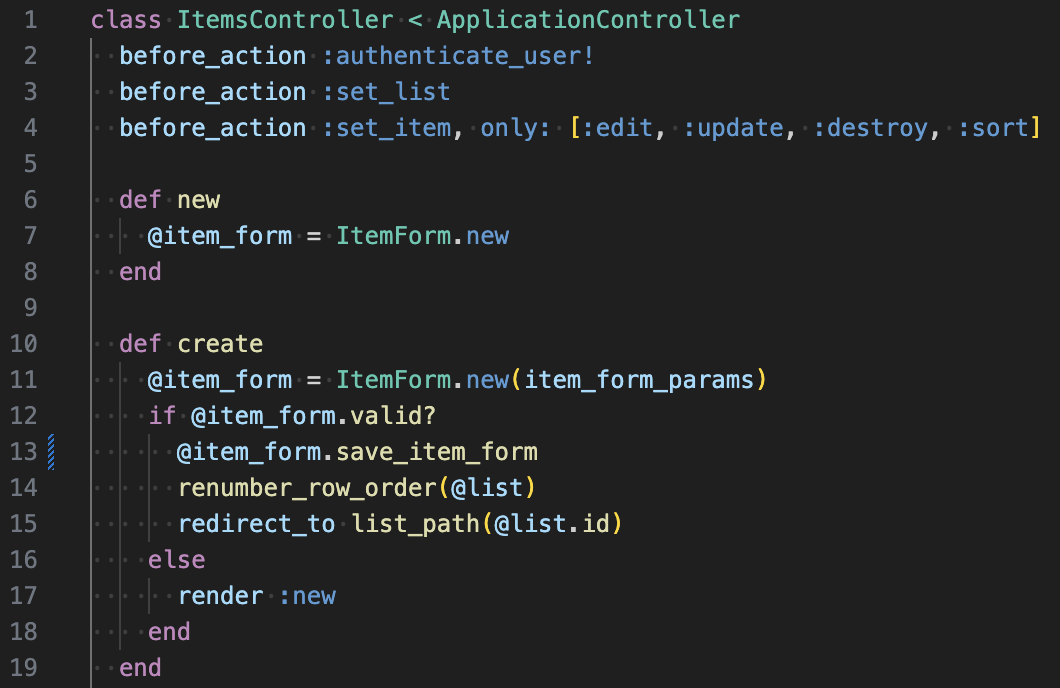 1 class ItemsController < ApplicationController
2 before_action :authenticate_user!
3 before_action :set_list
4 before_action :set_item, only: [:edit, :update, :destroy, :sort]
5
6 def new
7 @item_form = ItemForm.new
8 end
9
10 def create
11 @item_form = ItemForm.new(item_form_params)
12 if @item_form.valid?
13 @item_form.save_item_form
14 renumber_row_order(@list)
15 redirect_to list_path(@list.id)
16 else
17 render :new
18 end
19 end